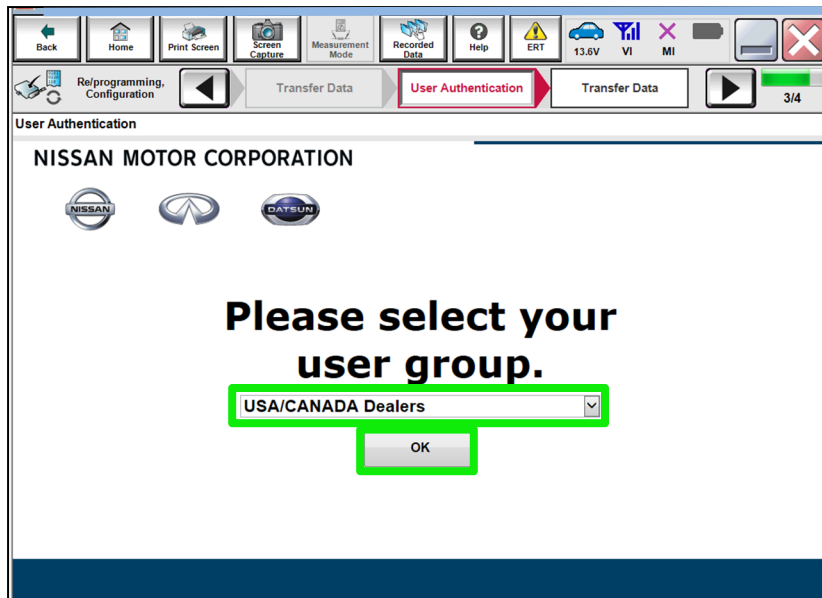 Back
Home
Print Screen
Screen
Capture
Measurement
Mode
Recorded
Data
Help
ERT
13.6V
VI
MI
Re/programming,
Configuration
Transfer Data
User Authentication
Transfer Data
3/4
User Authentication
NISSAN MOTOR CORPORATION
NISSAN
DATSUN
Please select your
user group.
USA/CANADA Dealers
OK